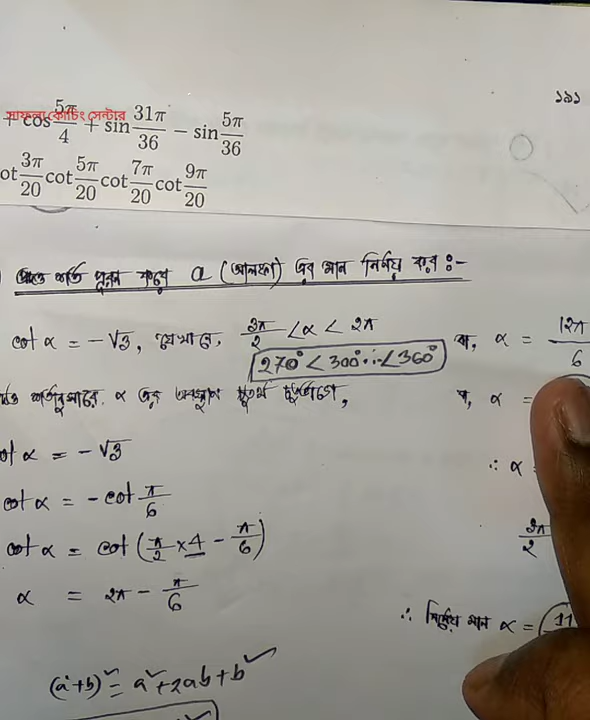 ১৯১
সাফল্য কোচিং সেন্টার
+ cos 5π/4 + sin 31π/36 − sin 5π/36
ot 3π/20 cot 5π/20 cot 7π/20 cot 9π/20
শর্ত পূরণ করে a (আলফা) এর মান নির্ণয় কর :-
cot α = −√3, যেখানে, 3π/2 < α < 2π
270° < 300° ∴ < 360°
শর্তানুসারে, α এর অবস্থান চতুর্থ চতুর্ভাগে,
ot α = −√3
cot α = −cot π/6
cot α = cot (π/2 × 4 − π/6)
α = 2π − π/6
বা, α = 12π/6
বা, α =
∴ α
3π/2
∴ নির্ণেয় মান α = 11
(a+b)² = a²+2ab+b²